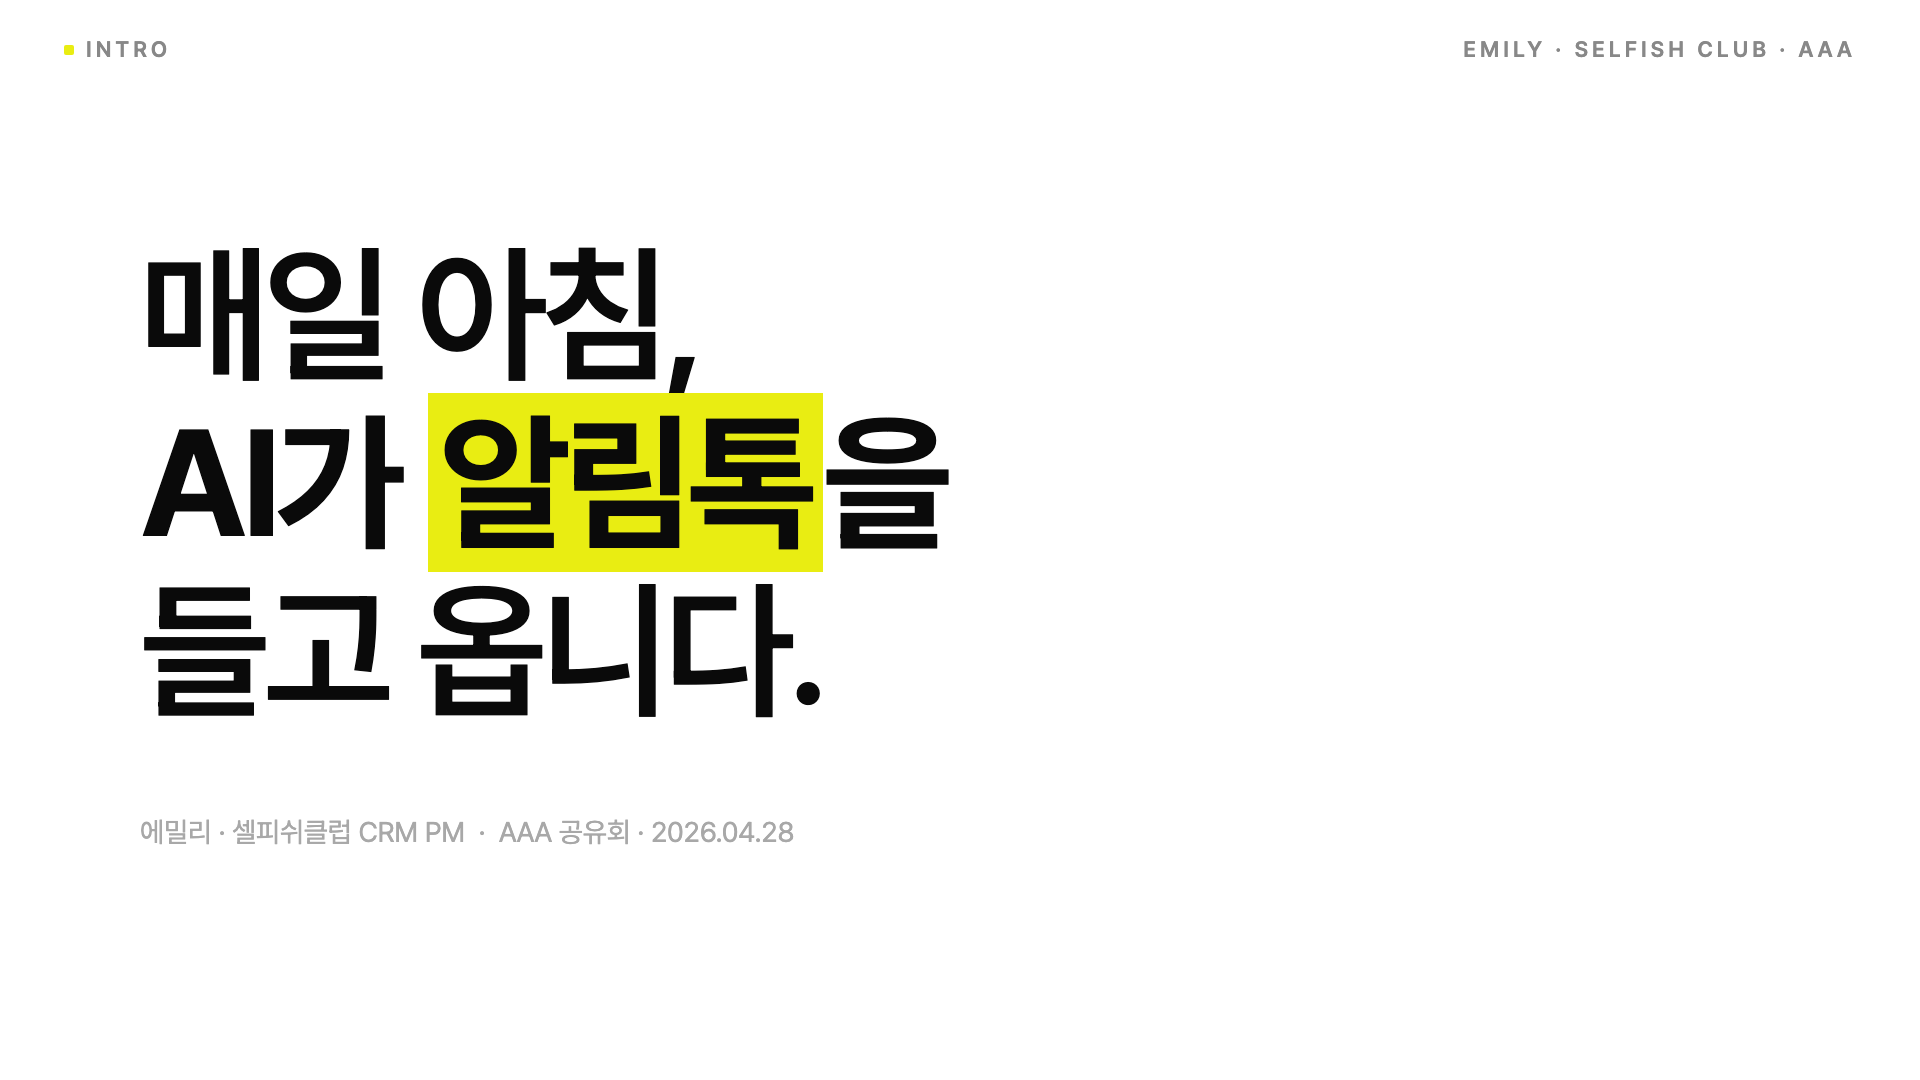 INTRO
EMILY · SELFISH CLUB · AAA
매일 아침,
AI가 알림톡을
들고 옵니다.
에밀리 · 셀피쉬클럽 CRM PM · AAA 공유회 · 2026.04.28